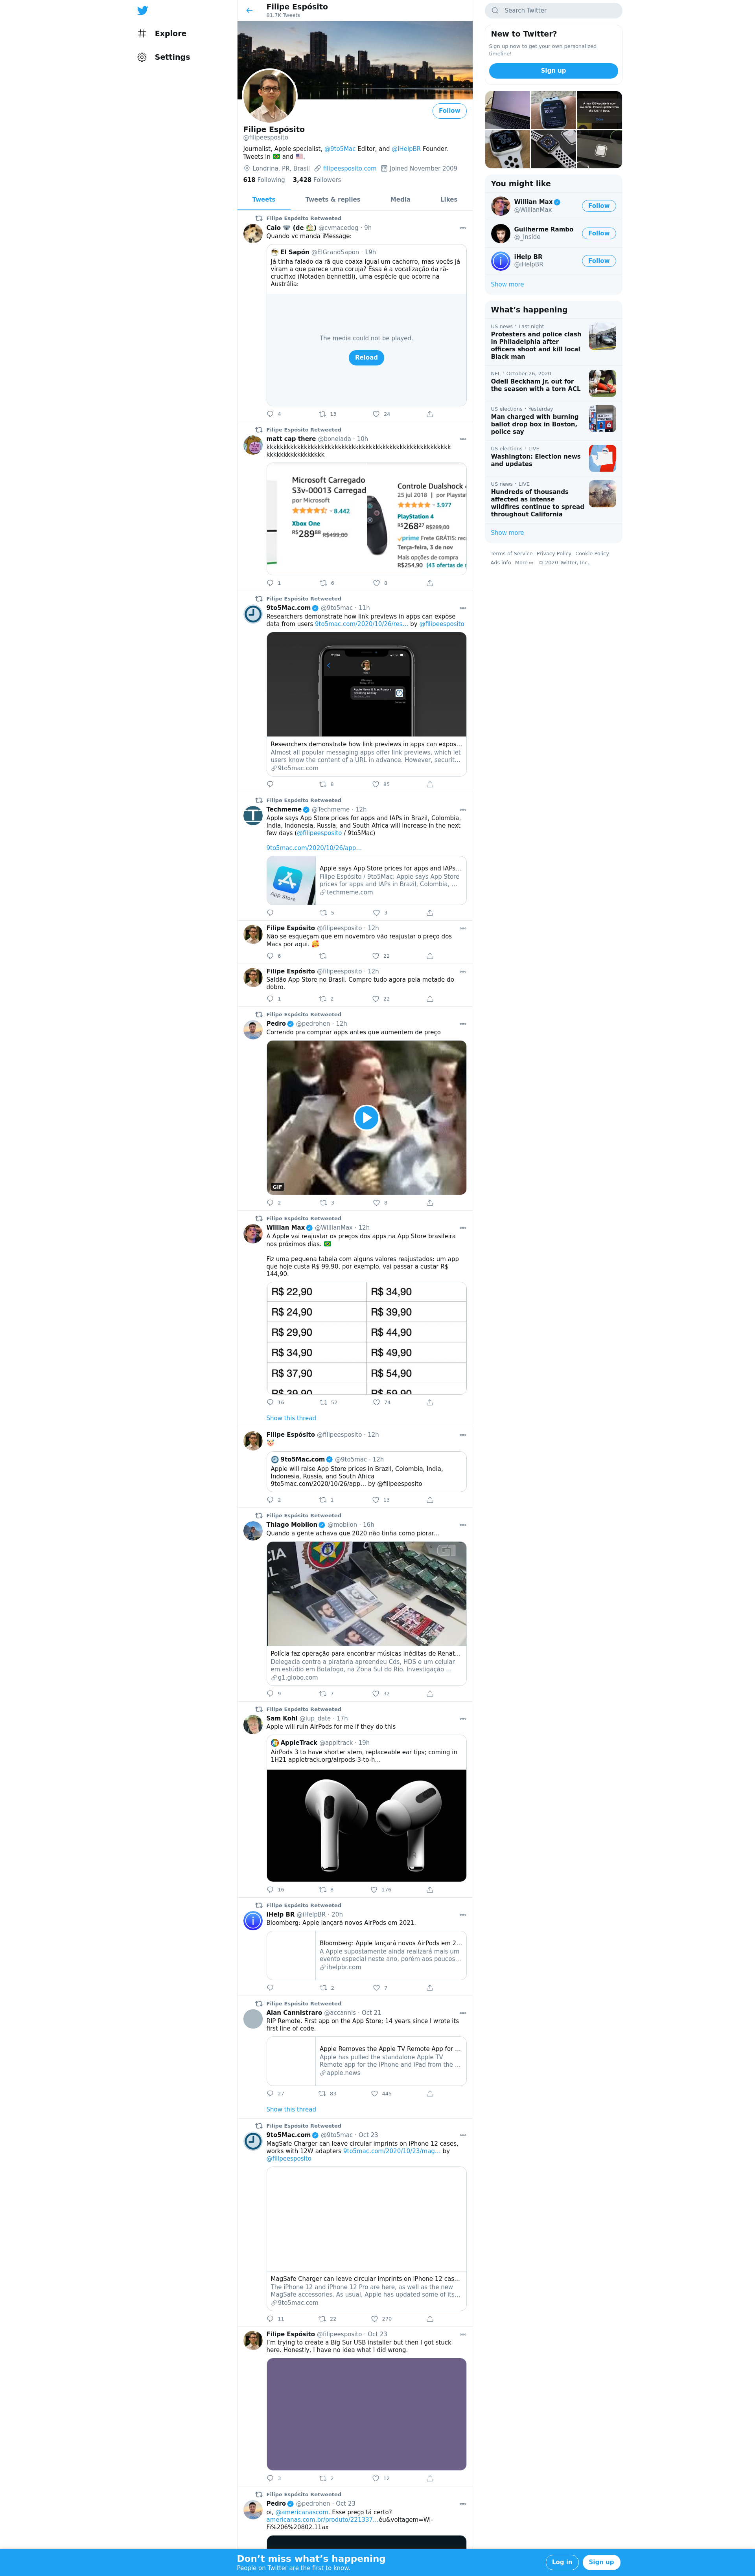 Explore
Settings
Filipe Espósito
81.7K Tweets
Follow
Filipe Espósito
@filipeesposito
Journalist, Apple specialist, @9to5Mac Editor, and @iHelpBR Founder.
Tweets in 🇧🇷 and 🇺🇸.
Londrina, PR, Brasil filipeesposito.com Joined November 2009
618 Following 3,428 Followers
Tweets Tweets & replies Media Likes
Filipe Espósito Retweeted
@cvimacedog · 9h
Quando vc manda iMessage:
El Sapón @ElGrandSapon · 19h
Já tinha falado da rã que coaxa igual um cachorro, mas vocês já
viram a que parece uma coruja? Essa é a vocalização da rã-
crucifixo (Notaden bennettii), uma espécie que ocorre na
Austrália:
The media could not be played.
Reload
4 13 24
Filipe Espósito Retweeted
matt cap there @bonelada · 10h
Microsoft Carregador
S3v-00013 Carregad
por Microsoft
8.442
Xbox One
R$289 R$499,00
Controle Dualshock 4
25 jul 2018 | por Playstat
3.977
PlayStation 4
R$268 R$399,00
prime Frete GRÁTIS: rec
Terça-feira, 3 de nov
Mais opções de compra
R$254,90 (43 ofertas de
1 6 8
Filipe Espósito Retweeted
9to5Mac.com @9to5mac · 11h
Researchers demonstrate how link previews in apps can expose
data from users 9to5mac.com/2020/10/26/res… by @filipeesposito
Researchers demonstrate how link previews in apps can expos...
Almost all popular messaging apps offer link previews, which let
users know the content of a URL in advance. However, securit...
9to5mac.com
8 85
Filipe Espósito Retweeted
Techmeme @Techmeme · 12h
Apple says App Store prices for apps and IAPs in Brazil, Colombia,
India, Indonesia, Russia, and South Africa will increase in the next
few days (@filipeesposito / 9to5Mac)
9to5mac.com/2020/10/26/app…
App Store
Apple says App Store prices for apps and IAPs...
Filipe Espósito / 9to5Mac: Apple says App Store
prices for apps and IAPs in Brazil, Colombia, ...
techmeme.com
5 3
Filipe Espósito @filipeesposito · 12h
Não se esqueçam que em novembro vão reajustar o preço dos
Macs por aqui. 🥰
6 22
Filipe Espósito @filipeesposito · 12h
Saldão App Store no Brasil. Compre tudo agora pela metade do
dobro.
1 2 22
Filipe Espósito Retweeted
Pedro @pedrohen · 12h
Correndo pra comprar apps antes que aumentem de preço
GIF
2 3 8
Filipe Espósito Retweeted
Willian Max @WillianMax · 12h
A Apple vai reajustar os preços dos apps na App Store brasileira
nos próximos dias. 🇧🇷
Fiz uma pequena tabela com alguns valores reajustados: um app
que hoje custa R$ 99,90, por exemplo, vai passar a custar R$
144,90.
R$ 22,90 R$ 34,90
R$ 24,90 R$ 39,90
R$ 29,90 R$ 44,90
R$ 34,90 R$ 49,90
R$ 37,90 R$ 54,90
R$ 39,90 R$ 59,90
16 52 74
Show this thread
Filipe Espósito @filipeesposito · 12h
9to5Mac.com @9to5mac · 12h
Apple will raise App Store prices in Brazil, Colombia, India,
Indonesia, Russia, and South Africa
9to5mac.com/2020/10/26/app… by @filipeesposito
2 1 13
Filipe Espósito Retweeted
Thiago Mobilon @mobilon · 16h
Quando a gente achava que 2020 não tinha como piorar...
G1
Polícia faz operação para encontrar músicas inéditas de Renat...
Delegacia contra a pirataria apreendeu Cds, HDS e um celular
em estúdio em Botafogo, na Zona Sul do Rio. Investigação ...
g1.globo.com
9 7 32
Filipe Espósito Retweeted
Sam Kohl @iup_date · 17h
Apple will ruin AirPods for me if they do this
AppleTrack @appltrack · 19h
AirPods 3 to have shorter stem, replaceable ear tips; coming in
1H21 appletrack.org/airpods-3-to-h…
16 8 176
Filipe Espósito Retweeted
iHelp BR @iHelpBR · 20h
Bloomberg: Apple lançará novos AirPods em 2021.
Bloomberg: Apple lançará novos AirPods em 2...
A Apple supostamente ainda realizará mais um
evento especial neste ano, porém aos poucos...
ihelpbr.com
2 7
Filipe Espósito Retweeted
Alan Cannistraro @accannis · Oct 21
RIP Remote. First app on the App Store; 14 years since I wrote its
first line of code.
Apple Removes the Apple TV Remote App for ...
Apple has pulled the standalone Apple TV
Remote app for the iPhone and iPad from the ...
apple.news
27 83 445
Show this thread
Filipe Espósito Retweeted
9to5Mac.com @9to5mac · Oct 23
MagSafe Charger can leave circular imprints on iPhone 12 cases,
works with 12W adapters 9to5mac.com/2020/10/23/mag… by
@filipeesposito
MagSafe Charger can leave circular imprints on iPhone 12 cas...
The iPhone 12 and iPhone 12 Pro are here, as well as the new
MagSafe accessories. As usual, Apple has updated some of its...
9to5mac.com
11 22 270
Filipe Espósito @filipeesposito · Oct 23
I'm trying to create a Big Sur USB installer but then I got stuck
here. Honestly, I have no idea what I did wrong.
3 2 12
Filipe Espósito Retweeted
Pedro @pedrohen · Oct 23
oi, @americanascom. Esse preço tá certo?
americanas.com.br/produto/221337…éu&voltagem=Wi-
Fi%206%20802.11ax
Search Twitter
New to Twitter?
Sign up now to get your own personalized
timeline!
Sign up
You might like
Willian Max
@WillianMax
Follow
Guilherme Rambo
@_inside
Follow
iHelp BR
@iHelpBR
Follow
Show more
What's happening
US news · Last night
Protesters and police clash
in Philadelphia after
officers shoot and kill local
Black man
NFL · October 26, 2020
Odell Beckham Jr. out for
the season with a torn ACL
US elections · Yesterday
Man charged with burning
ballot drop box in Boston,
police say
US elections · LIVE
Washington: Election news
and updates
US news · LIVE
Hundreds of thousands
affected as intense
wildfires continue to spread
throughout California
Show more
Terms of Service Privacy Policy Cookie Policy
Ads info More © 2020 Twitter, Inc.
Don't miss what's happening
People on Twitter are the first to know.
Log in Sign up